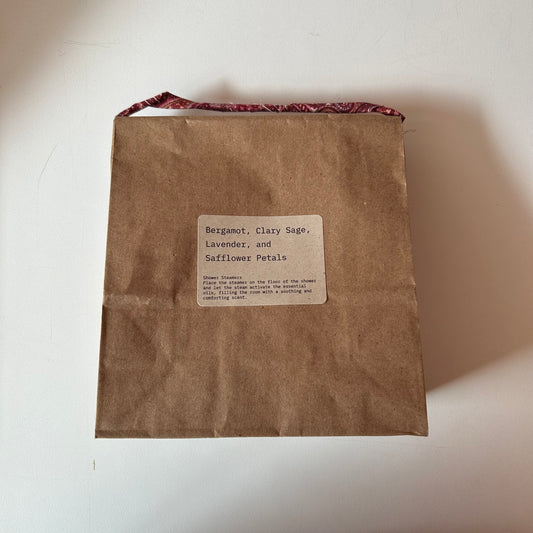 Bergamot, Clary Sage,
Lavender, and
Safflower Petals
Shower Steamers
Place the steamer on the floor of the shower
and let the steam activate the essential
oils, filling the room with a soothing and
comforting scent.